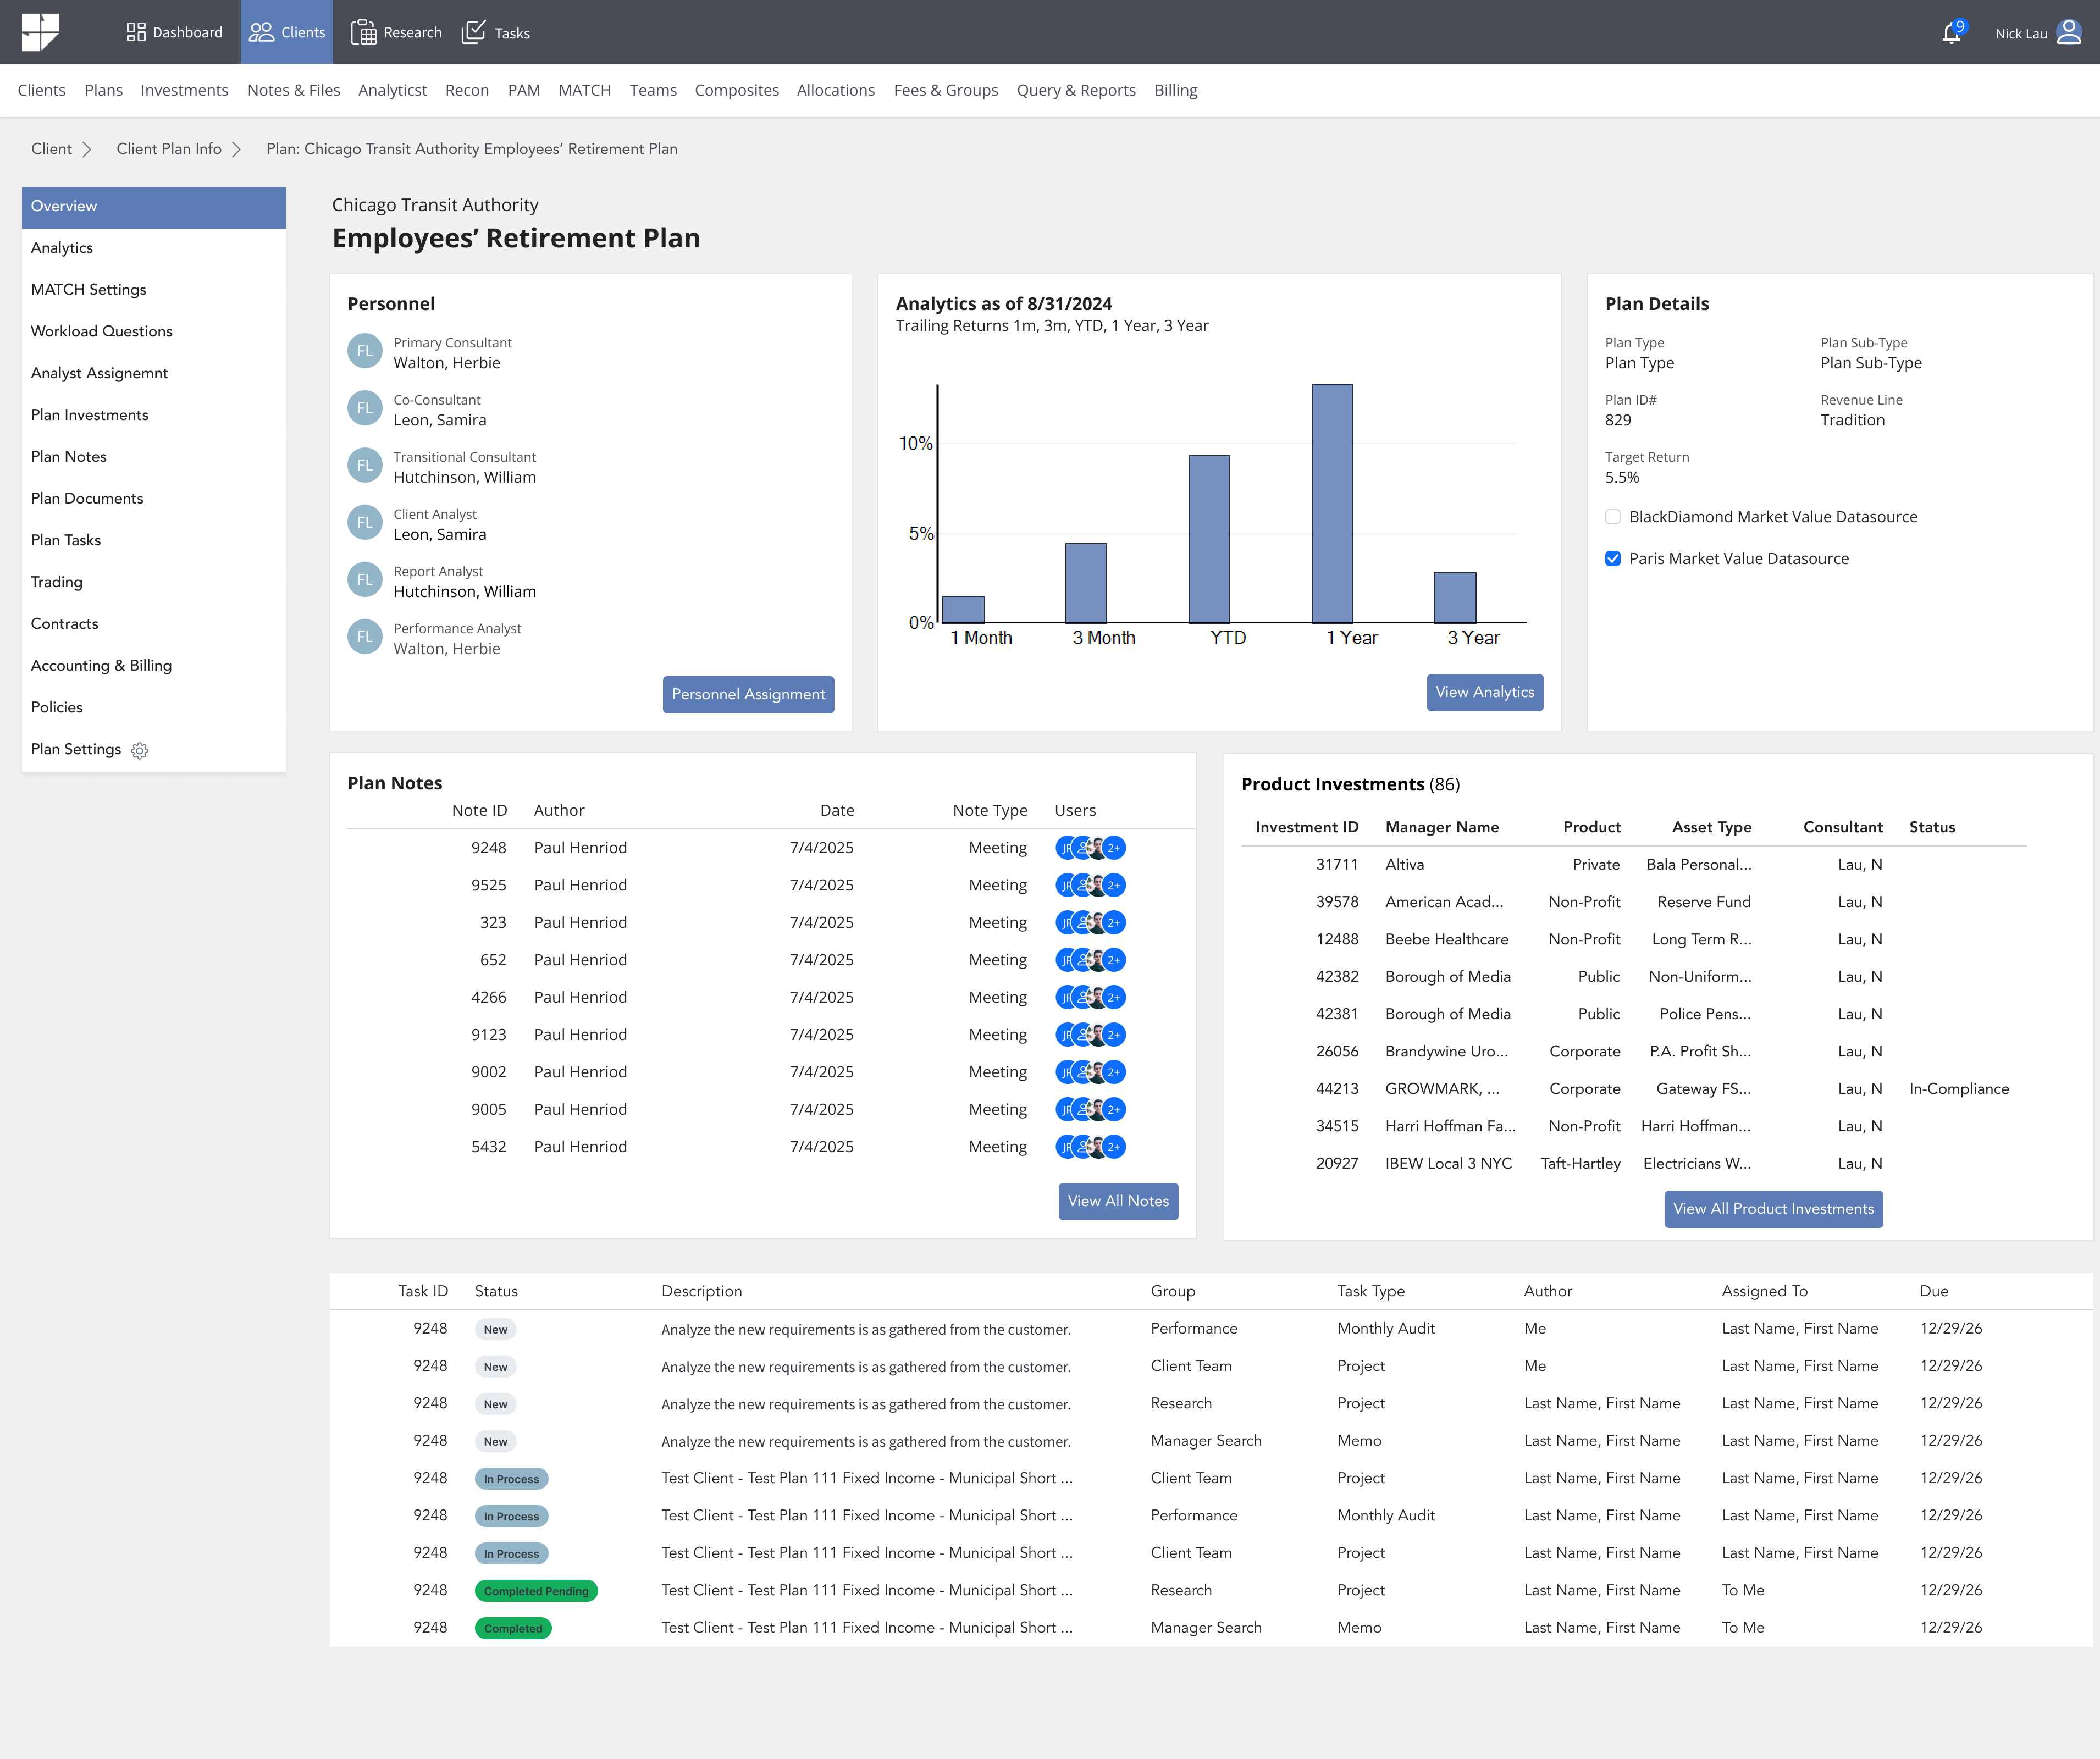 Dashboard Clients Research Tasks 9 Nick Lau
Clients Plans Investments Notes & Files Analyticst Recon PAM MATCH Teams Composites Allocations Fees & Groups Query & Reports Billing
Client Client Plan Info Plan: Chicago Transit Authority Employees’ Retirement Plan
Overview
Analytics
MATCH Settings
Workload Questions
Analyst Assignemnt
Plan Investments
Plan Notes
Plan Documents
Plan Tasks
Trading
Contracts
Accounting & Billing
Policies
Plan Settings
Chicago Transit Authority
Employees’ Retirement Plan
Personnel
FL Primary Consultant
Walton, Herbie
FL Co-Consultant
Leon, Samira
FL Transitional Consultant
Hutchinson, William
FL Client Analyst
Leon, Samira
FL Report Analyst
Hutchinson, William
FL Performance Analyst
Walton, Herbie
Personnel Assignment
Analytics as of 8/31/2024
Trailing Returns 1m, 3m, YTD, 1 Year, 3 Year
10%
5%
0%
1 Month 3 Month YTD 1 Year 3 Year
View Analytics
Plan Details
Plan Type Plan Sub-Type
Plan Type Plan Sub-Type
Plan ID# Revenue Line
829 Tradition
Target Return
5.5%
BlackDiamond Market Value Datasource
Paris Market Value Datasource
Plan Notes
Note ID Author Date Note Type Users
9248 Paul Henriod 7/4/2025 Meeting 2+
9525 Paul Henriod 7/4/2025 Meeting 2+
323 Paul Henriod 7/4/2025 Meeting 2+
652 Paul Henriod 7/4/2025 Meeting 2+
4266 Paul Henriod 7/4/2025 Meeting 2+
9123 Paul Henriod 7/4/2025 Meeting 2+
9002 Paul Henriod 7/4/2025 Meeting 2+
9005 Paul Henriod 7/4/2025 Meeting 2+
5432 Paul Henriod 7/4/2025 Meeting 2+
View All Notes
Product Investments (86)
Investment ID Manager Name Product Asset Type Consultant Status
31711 Altiva Private Bala Personal... Lau, N
39578 American Acad... Non-Profit Reserve Fund Lau, N
12488 Beebe Healthcare Non-Profit Long Term R... Lau, N
42382 Borough of Media Public Non-Uniform... Lau, N
42381 Borough of Media Public Police Pens... Lau, N
26056 Brandywine Uro... Corporate P.A. Profit Sh... Lau, N
44213 GROWMARK, ... Corporate Gateway FS... Lau, N In-Compliance
34515 Harri Hoffman Fa... Non-Profit Harri Hoffman... Lau, N
20927 IBEW Local 3 NYC Taft-Hartley Electricians W... Lau, N
View All Product Investments
Task ID Status Description Group Task Type Author Assigned To Due
9248 New Analyze the new requirements is as gathered from the customer. Performance Monthly Audit Me Last Name, First Name 12/29/26
9248 New Analyze the new requirements is as gathered from the customer. Client Team Project Me Last Name, First Name 12/29/26
9248 New Analyze the new requirements is as gathered from the customer. Research Project Last Name, First Name Last Name, First Name 12/29/26
9248 New Analyze the new requirements is as gathered from the customer. Manager Search Memo Last Name, First Name Last Name, First Name 12/29/26
9248 In Process Test Client - Test Plan 111 Fixed Income - Municipal Short ... Client Team Project Last Name, First Name Last Name, First Name 12/29/26
9248 In Process Test Client - Test Plan 111 Fixed Income - Municipal Short ... Performance Monthly Audit Last Name, First Name Last Name, First Name 12/29/26
9248 In Process Test Client - Test Plan 111 Fixed Income - Municipal Short ... Client Team Project Last Name, First Name Last Name, First Name 12/29/26
9248 Completed Pending Test Client - Test Plan 111 Fixed Income - Municipal Short ... Research Project Last Name, First Name To Me 12/29/26
9248 Completed Test Client - Test Plan 111 Fixed Income - Municipal Short ... Manager Search Memo Last Name, First Name To Me 12/29/26